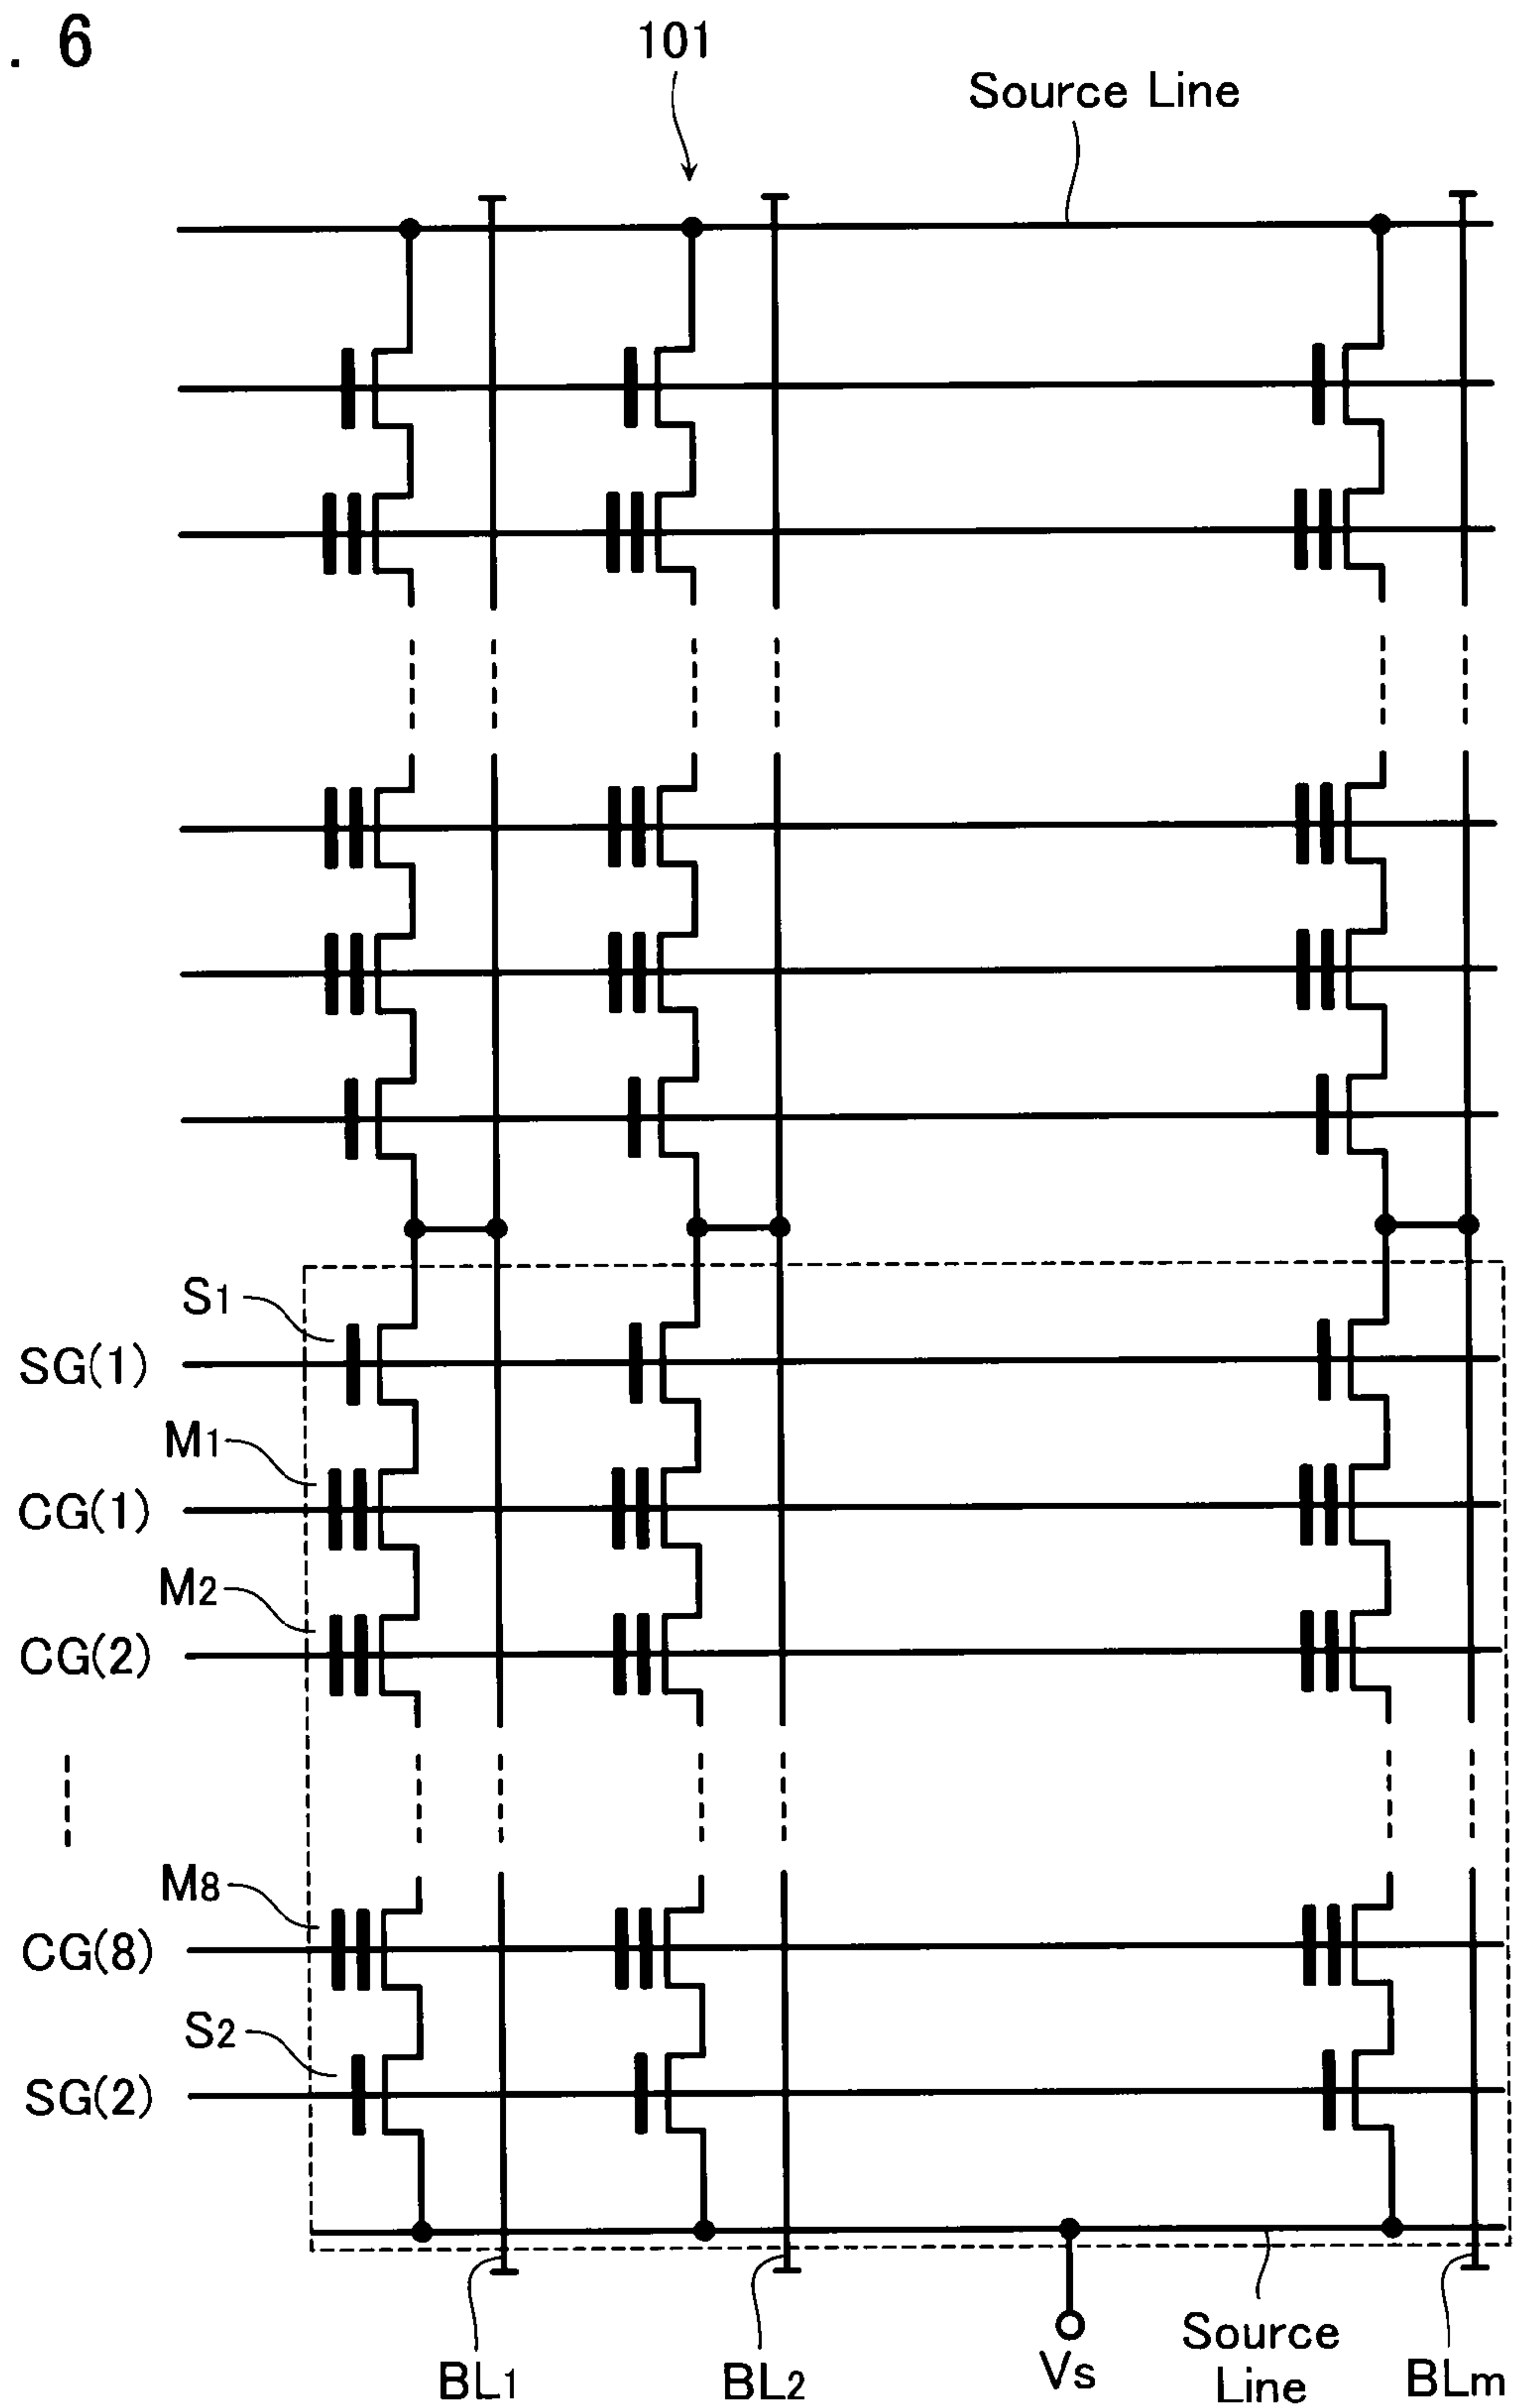 . 6
101
Source Line
S1
SG(1)
M1
CG(1)
M2
CG(2)
M8
CG(8)
S2
SG(2)
BL1
BL2
Vs
Source
Line
BLm